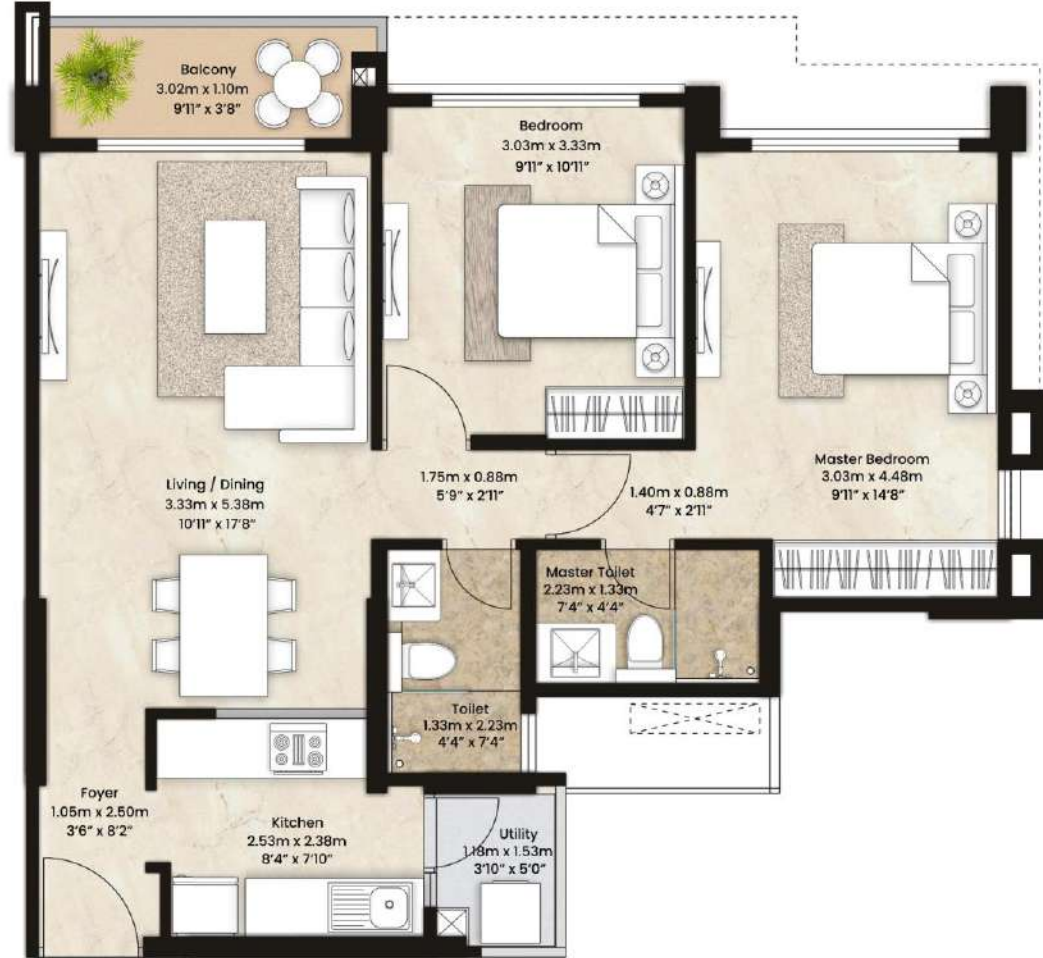 Balcony
3.02m x 1.10m
9'11" x 3'8"
Bedroom
3.03m x 3.33m
9'11" x 10'11"
Living / Dining
3.33m x 5.38m
10'11" x 17'8"
1.75m x 0.88m
5'9" x 2'11"
1.40m x 0.88m
4'7" x 2'11"
Master Bedroom
3.03m x 4.48m
9'11" x 14'8"
Master Toilet
2.23m x 1.33m
7'4" x 4'4"
Toilet
1.33m x 2.23m
4'4" x 7'4"
Foyer
1.05m x 2.50m
3'6" x 8'2"
Kitchen
2.53m x 2.38m
8'4" x 7'10"
Utility
1.18m x 1.53m
3'10" x 5'0"